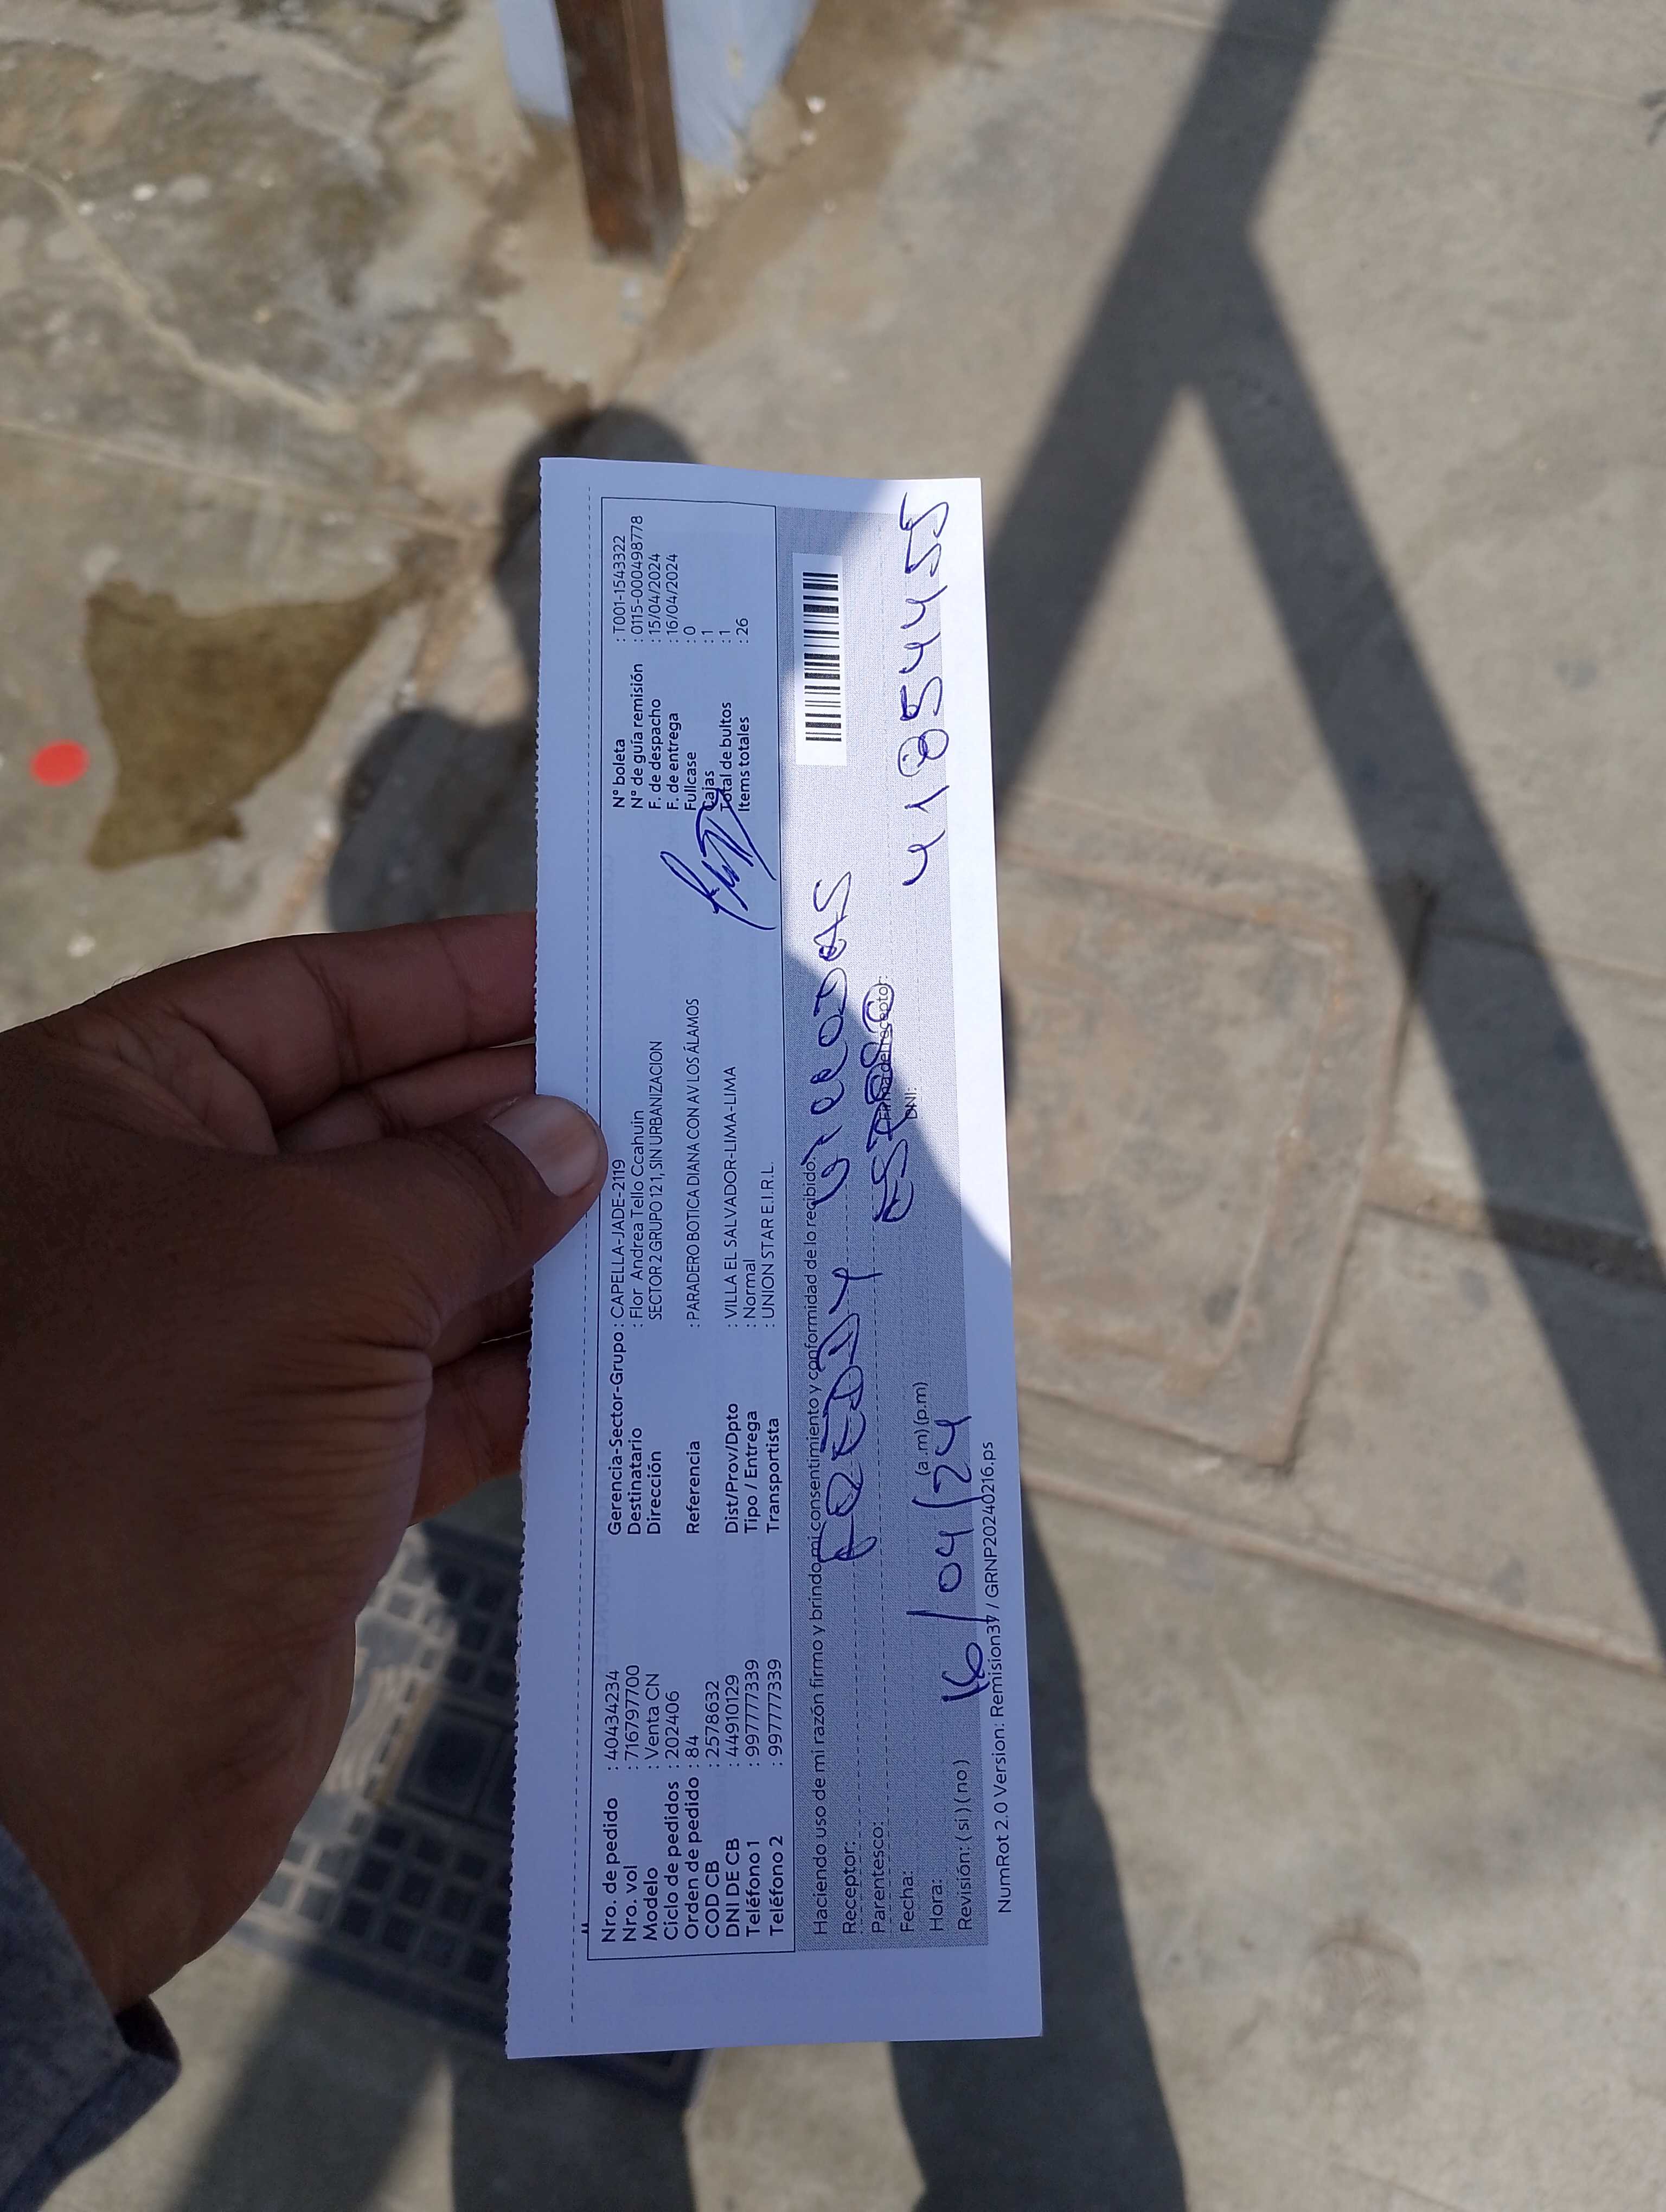 Nro. de pedido : 40434234
Nro. vol : 716797700
Modelo : Venta CN
Ciclo de pedidos : 202406
Orden de pedido : 84
COD CB : 2578632
DNI DE CB : 44910129
Teléfono 1 : 997777339
Teléfono 2 : 997777339
Gerencia-Sector-Grupo : CAPELLA-JADE-2119
Destinatario : Flor Andrea Tello Ccahuin
Dirección SECTOR 2 GRUPO 121, SIN URBANIZACION
Referencia : PARADERO BOTICA DIANA CON AV LOS ÁLAMOS
Dist/Prov/Dpto : VILLA EL SALVADOR-LIMA-LIMA
Tipo / Entrega : Normal
Transportista : UNION STAR E.I.R.L.
N° boleta : T001-1543322
N° de guía remisión : 0115-000498778
F. de despacho : 15/04/2024
F. de entrega : 16/04/2024
Fullcase : 0
Cajas : 1
Total de bultos : 1
Items totales : 26
Haciendo uso de mi razón firmo y brindo mi consentimiento y conformidad de lo recibido.
Receptor: FREDDY
Parentesco: ESPOSO
Firma del receptor:
Fecha: 16/04/24
DNI: 41854455
Hora: (a.m) (p.m)
Revisión: ( si ) ( no )
NumRot 2.0 Version: Remision37 / GRNP20240216.ps